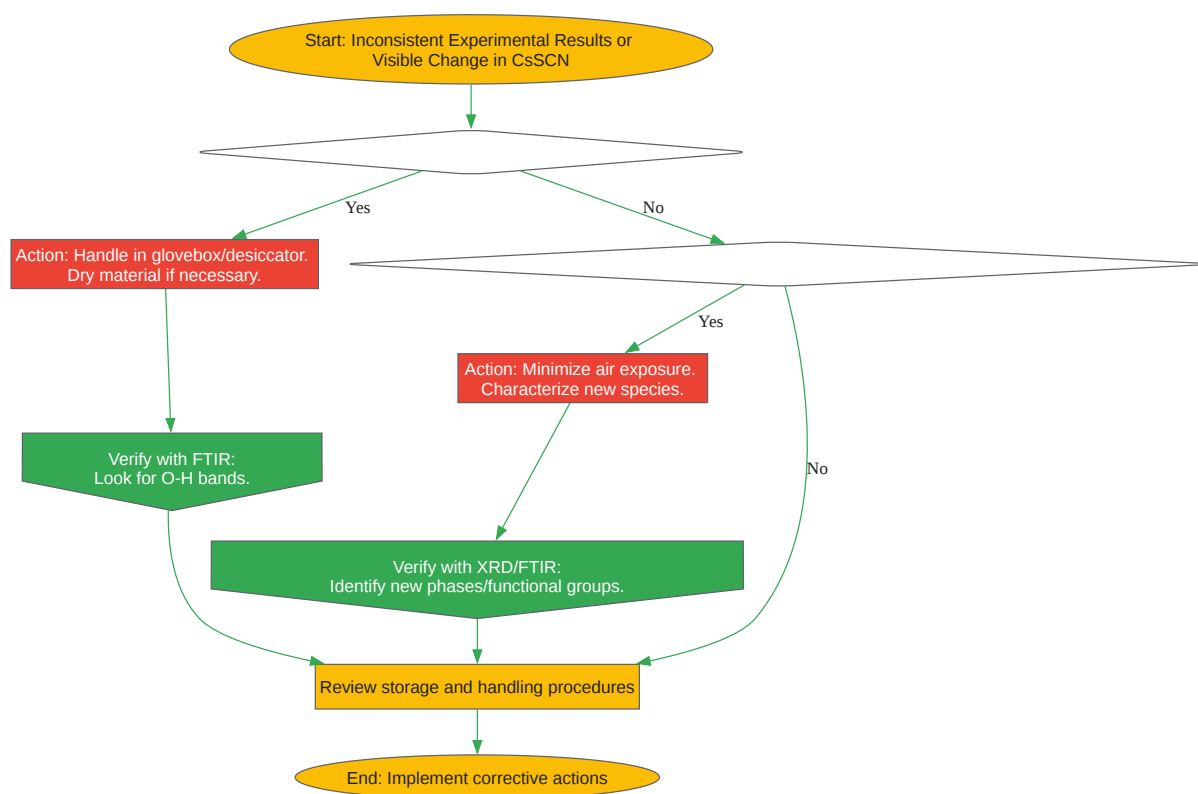 Start: Inconsistent Experimental Results or
Visible Change in CsSCN
Yes
No
Action: Handle in glovebox/desiccator.
Dry material if necessary.
Yes
Action: Minimize air exposure.
Characterize new species.
Verify with FTIR:
Look for O-H bands.
No
Verify with XRD/FTIR:
Identify new phases/functional groups.
Review storage and handling procedures
End: Implement corrective actions